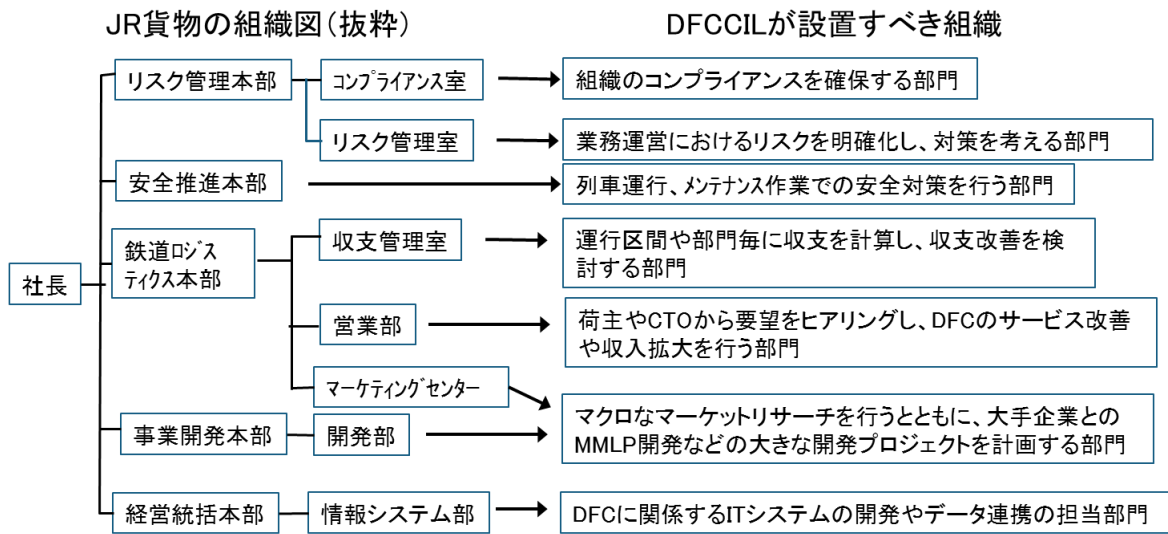 JR貨物の組織図(抜粋)
DFCCILが設置すべき組織
リスク管理本部
コンプライアンス室
組織のコンプライアンスを確保する部門
リスク管理室
業務運営におけるリスクを明確化し、対策を考える部門
安全推進本部
列車運行、メンテナンス作業での安全対策を行う部門
社長
鉄道ロジス
ティクス本部
収支管理室
運行区間や部門毎に収支を計算し、収支改善を検
討する部門
営業部
荷主やCTOから要望をヒアリングし、DFCのサービス改善
や収入拡大を行う部門
マーケティングセンター
事業開発本部
開発部
マクロなマーケットリサーチを行うとともに、大手企業との
MMLP開発などの大きな開発プロジェクトを計画する部門
経営統括本部
情報システム部
DFCに関係するITシステムの開発やデータ連携の担当部門